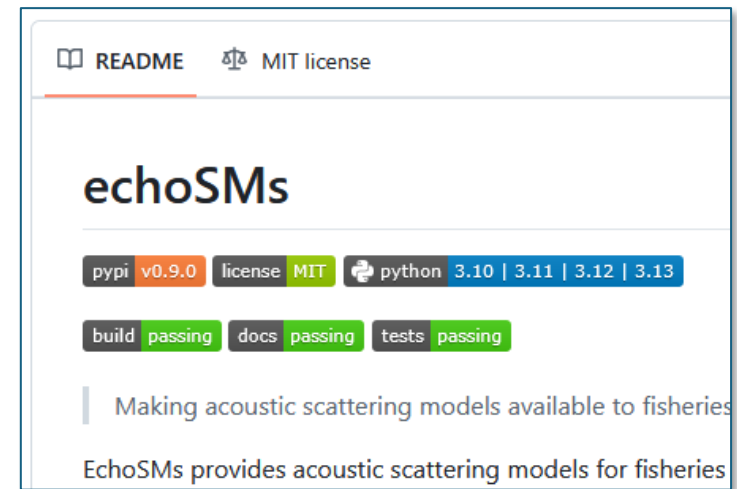 README MIT license
echoSMs
pypi v0.9.0 license MIT python 3.10 | 3.11 | 3.12 | 3.13
build passing docs passing tests passing
Making acoustic scattering models available to fisheries
EchoSMs provides acoustic scattering models for fisheries